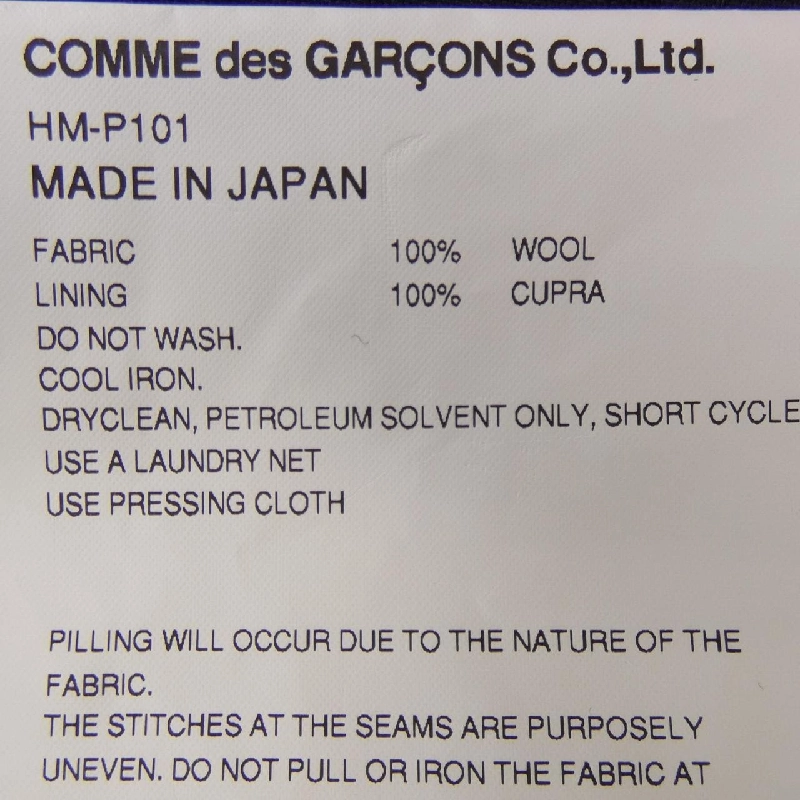 COMME des GARÇONS Co.,Ltd.
HM-P101
MADE IN JAPAN
FABRIC 100% WOOL
LINING 100% CUPRA
DO NOT WASH.
COOL IRON.
DRYCLEAN, PETROLEUM SOLVENT ONLY, SHORT CYCLE
USE A LAUNDRY NET
USE PRESSING CLOTH
PILLING WILL OCCUR DUE TO THE NATURE OF THE
FABRIC.
THE STITCHES AT THE SEAMS ARE PURPOSELY
UNEVEN. DO NOT PULL OR IRON THE FABRIC AT